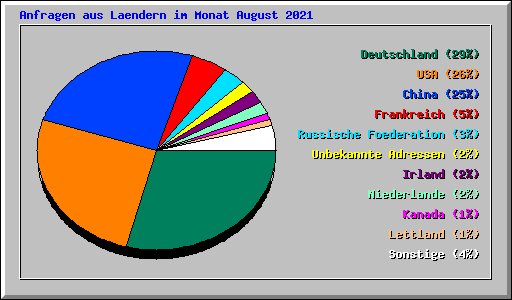 Anfragen aus Laendern im Monat August 2021
Deutschland (29%)
USA (26%)
China (25%)
Frankreich (5%)
Russische Foederation (3%)
Unbekannte Adressen (2%)
Irland (2%)
Niederlande (2%)
Kanada (1%)
Lettland (1%)
Sonstige (4%)